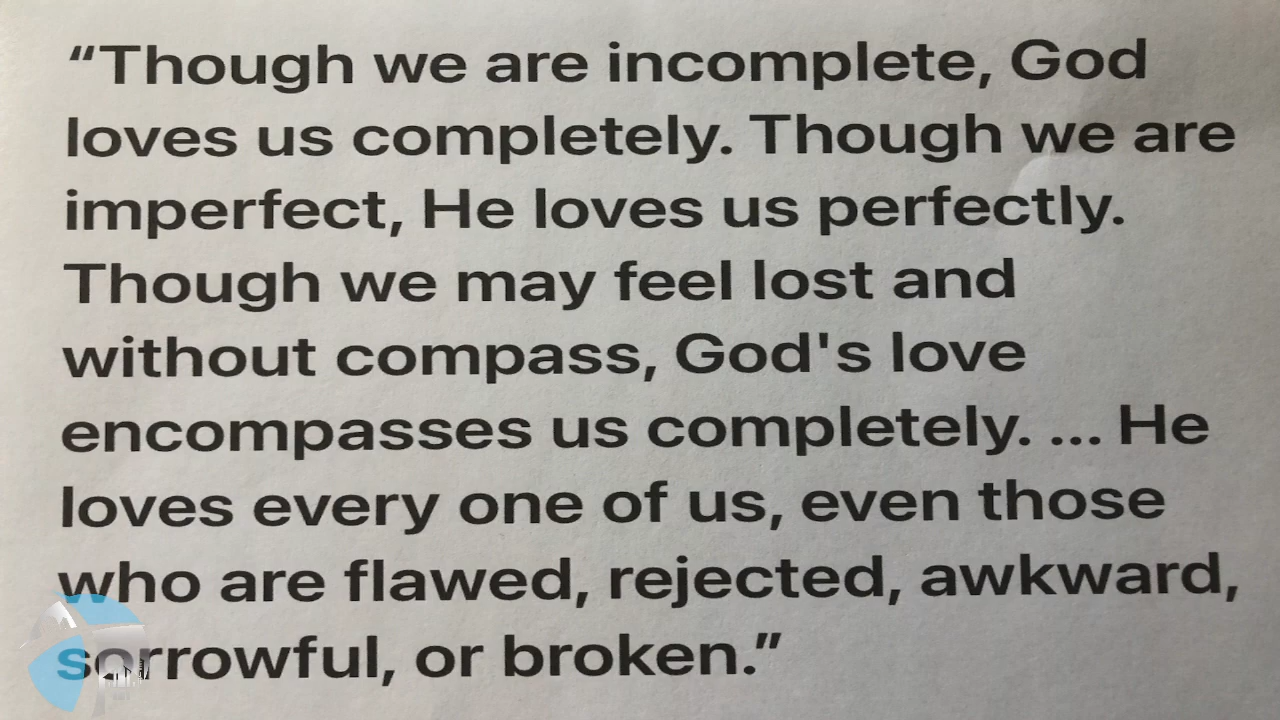 “Though we are incomplete, God
loves us completely. Though we are
imperfect, He loves us perfectly.
Though we may feel lost and
without compass, God's love
encompasses us completely. ... He
loves every one of us, even those
who are flawed, rejected, awkward,
sorrowful, or broken.”